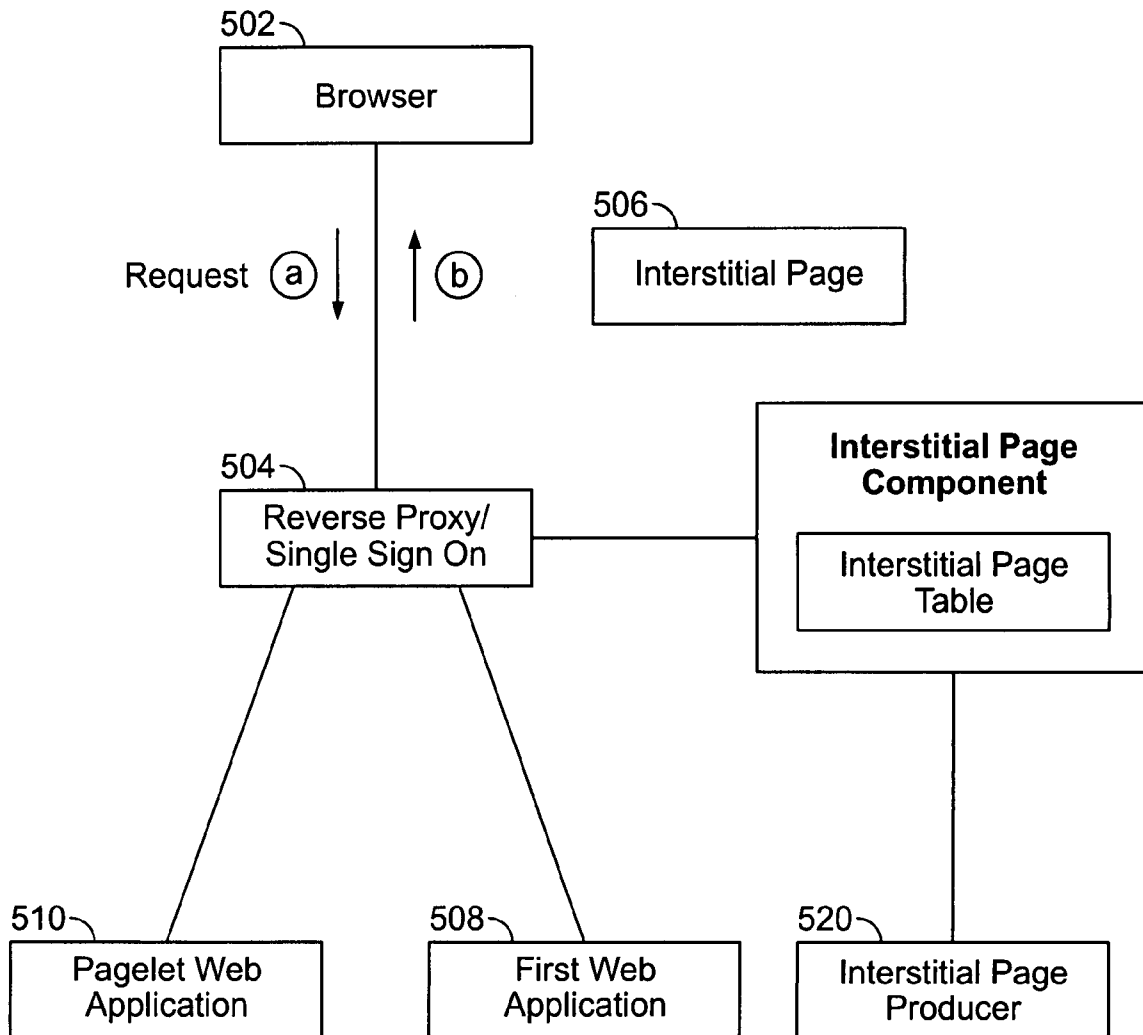 502
Browser
506
Interstitial Page
Request a b
504
Reverse Proxy/
Single Sign On
Interstitial Page
Component
Interstitial Page
Table
510
Pagelet Web
Application
508
First Web
Application
520
Interstitial Page
Producer